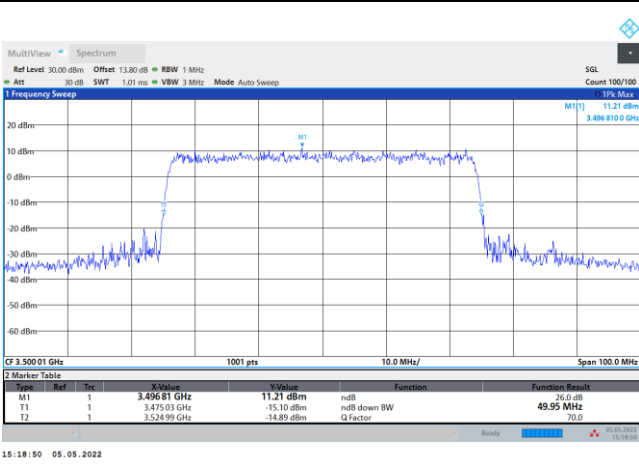 MultiView Spectrum
Ref Level 30.00 dBm Offset 13.80 dB RBW 1 MHz SGL
Att 30 dB SWT 1.01 ms VBW 3 MHz Mode Auto Sweep Count 100/100
1 Frequency Sweep 1Pk Max
M1[1] 11.21 dBm
3.496 810 0 GHz
20 dBm
M1
10 dBm
0 dBm
-10 dBm
-20 dBm
-30 dBm
-40 dBm
-50 dBm
-60 dBm
CF 3.500 01 GHz 1001 pts 10.0 MHz/ Span 100.0 MHz
2 Marker Table
Type Ref Trc X-Value Y-Value Function Function Result
M1 1 3.496 81 GHz 11.21 dBm ndB 26.0 dB
T1 1 3.475 03 GHz -15.10 dBm ndB down BW 49.95 MHz
T2 1 3.524 99 GHz -14.89 dBm Q Factor 70.0
Ready 05.05.2022
15:18:50
15:18:50 05.05.2022